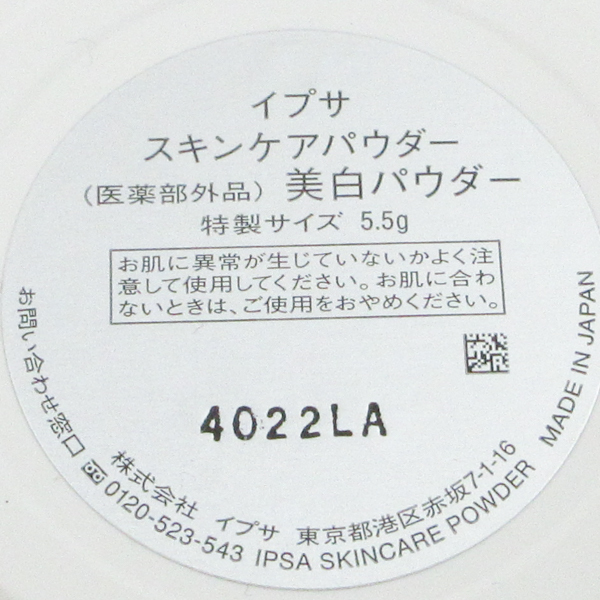 イプサ
スキンケアパウダー
（医薬部外品） 美白パウダー
特製サイズ 5.5g
お肌に異常が生じていないかよく注
意して使用してください。お肌に合わ
ないときは、ご使用をおやめください。
4022LA
お問い合わせ窓口 0120-523-543 IPSA SKINCARE POWDER MADE IN JAPAN
株式会社 イプサ 東京都港区赤坂7-1-16